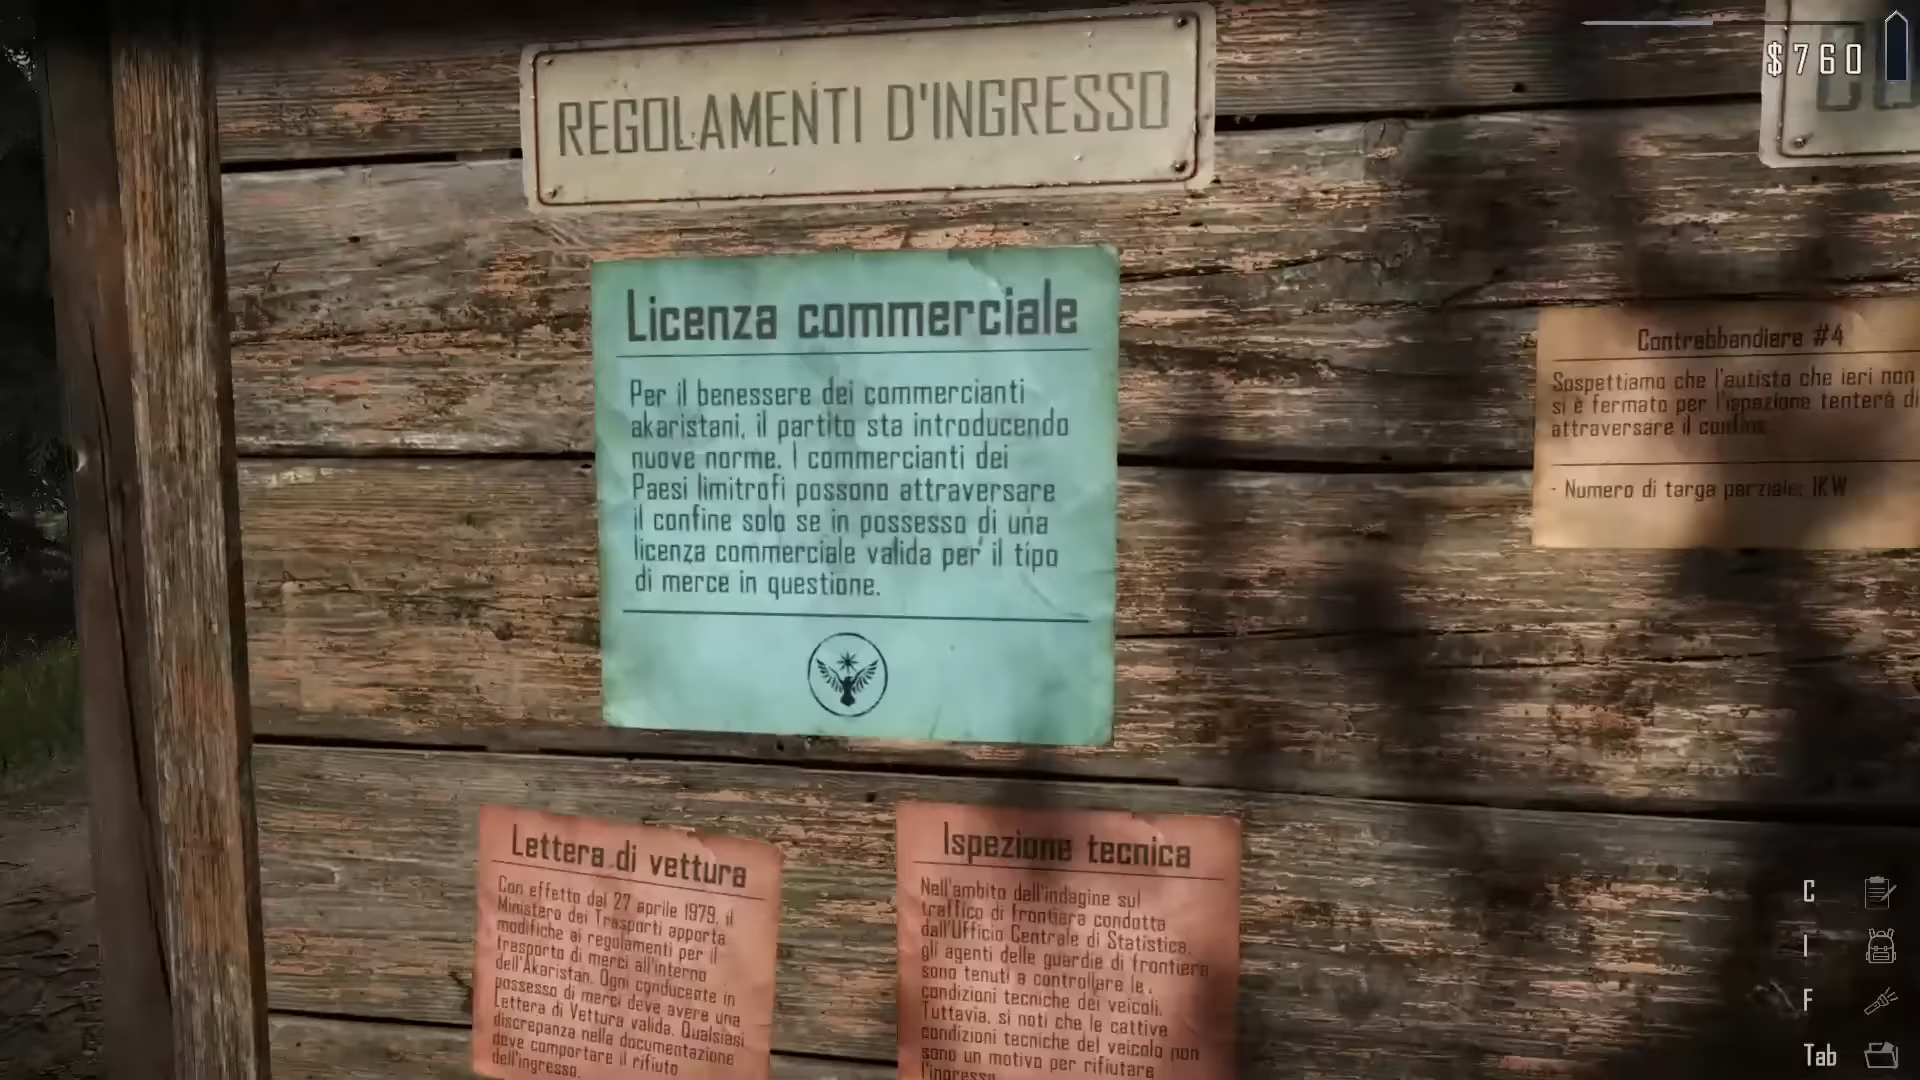 REGOLAMENTI D'INGRESSO
$760
Licenza commerciale
Per il benessere dei commercianti
akaristani, il partito sta introducendo
nuove norme. I commercianti dei
Paesi limitrofi possono attraversare
il confine solo se in possesso di una
licenza commerciale valida per il tipo
di merce in questione.
Contrabbandiere #4
Sospettiamo che l'autista che ieri non
si è fermato per l'ispezione tenterà di
attraversare il confine.
- Numero di targa parziale: IKW
Lettera di vettura
Con effetto dal 27 aprile 1979, il
Ministero dei Trasporti apporta
modifiche ai regolamenti per il
trasporto di merci all'interno
dell'Akaristan. Ogni conducente in
possesso di merci deve avere una
Lettera di Vettura valida. Qualsiasi
discrepanza nella documentazione
deve comportare il rifiuto
dell'ingresso.
Ispezione tecnica
Nell'ambito dell'indagine sul
traffico di frontiera condotta
dall'Ufficio Centrale di Statistica,
gli agenti delle guardie di frontiera
sono tenuti a controllare le
condizioni tecniche dei veicoli.
Tuttavia, si noti che le cattive
condizioni tecniche del veicolo non
sono un motivo per rifiutare
l'ingresso.
C
I
F
Tab